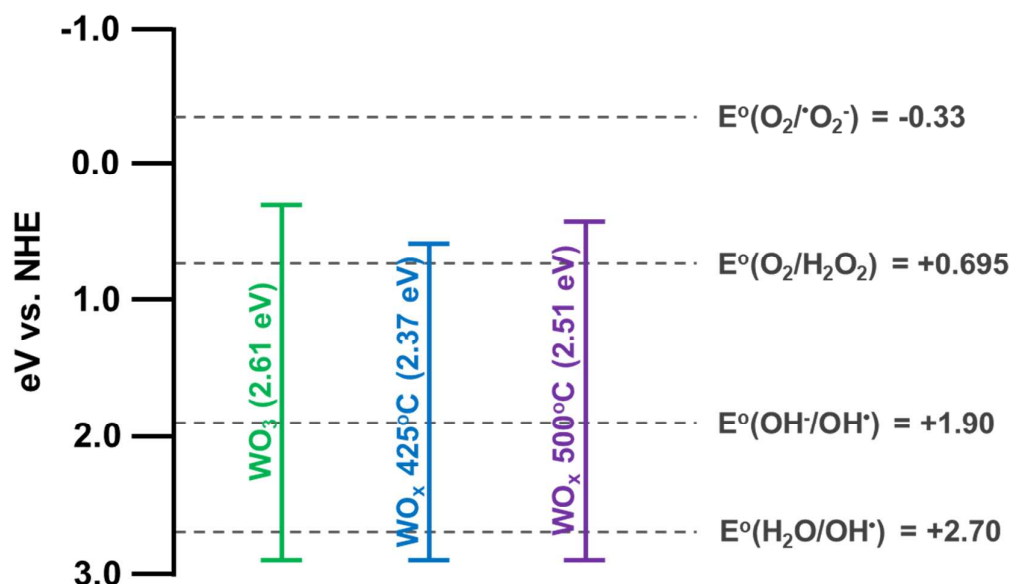 -1.0
E°(O₂/•O₂⁻) = -0.33
0.0
eV vs. NHE
E°(O₂/H₂O₂) = +0.695
1.0
WO₃ (2.61 eV)
WOₓ 425°C (2.37 eV)
WOₓ 500°C (2.51 eV)
E°(OH⁻/OH•) = +1.90
2.0
E°(H₂O/OH•) = +2.70
3.0